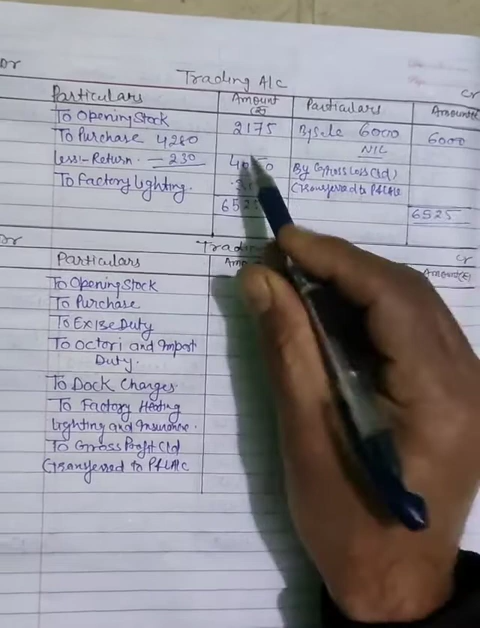 Dr
Trading A/c
Cr
Particulars
Amount
Particulars
Amount
To Opening Stock
2175
By Sale 6000
6000
To Purchase 4280
NIL
Less:- Return. - 230
By Gross Loss C/d
To Factory lighting.
(Transferred to P&L A/c
6525
Dr
Cr
Particulars
Amount(₹)
To Opening Stock
To Purchase
To Exise Duty
To Octori and Import
Duty.
To Dock Charges
To Factory Heating
lighting and Insurance.
To Gross Profit C/d
(Transferred to P&L A/c